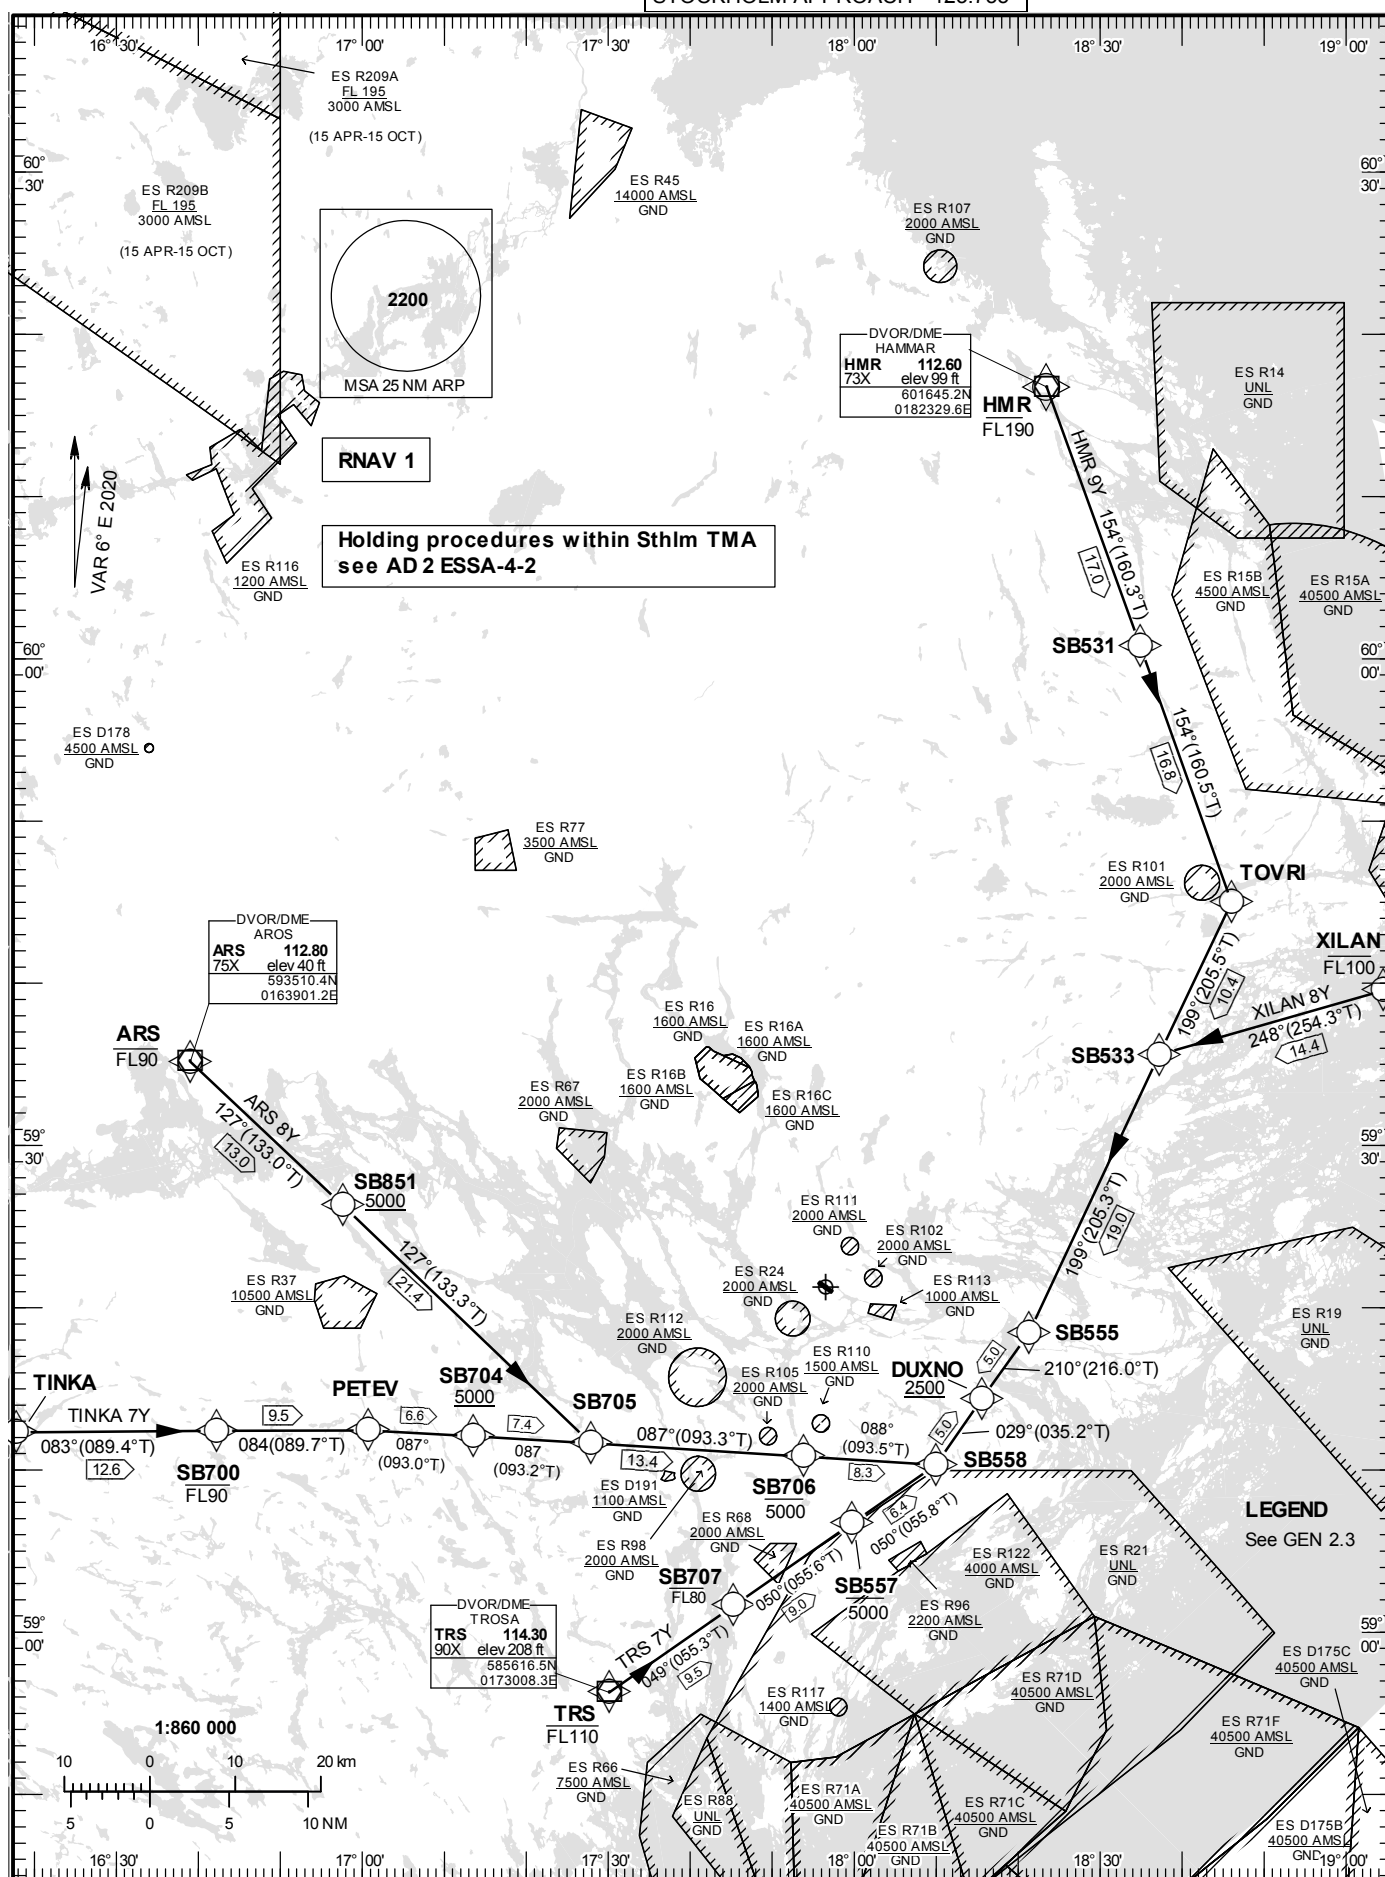 STOCKHOLM APPROACH
16°30'
17°00'
17°30'
18°00'
18°30'
19°00'
ES R209A
FL 195
3000 AMSL
(15 APR-15 OCT)
60°
30'
60°
30'
ES R209B
FL 195
3000 AMSL
(15 APR-15 OCT)
ES R45
14000 AMSL
GND
ES R107
2000 AMSL
GND
2200
MSA 25 NM ARP
DVOR/DME
HAMMAR
HMR 112.60
73X elev 99 ft
601645.2N
0182329.6E
HMR
FL190
ES R14
UNL
GND
RNAV 1
VAR 6° E 2020
Holding procedures within Sthlm TMA
see AD 2 ESSA-4-2
HMR 9Y 154°(160.3°T)
17.0
ES R116
1200 AMSL
GND
ES R15B
4500 AMSL
GND
ES R15A
40500 AMSL
GND
SB531
60°
00'
60°
00'
ES D178
4500 AMSL
GND
154°(160.5°T)
16.8
ES R77
3500 AMSL
GND
ES R101
2000 AMSL
GND
TOVRI
DVOR/DME
AROS
ARS 112.80
75X elev 40 ft
593510.4N
0163901.2E
XILAN
FL100
199°(205.5°T)
10.4
XILAN 8Y
248°(254.3°T)
14.4
ARS
FL90
ES R16
1600 AMSL
GND
ES R16A
1600 AMSL
GND
SB533
ES R16B
1600 AMSL
GND
ES R16C
1600 AMSL
GND
ES R67
2000 AMSL
GND
ARS 8Y
127°(133.0°T)
13.0
59°
30'
59°
30'
SB851
5000
199°(205.3°T)
19.0
ES R111
2000 AMSL
GND
ES R102
2000 AMSL
GND
127°(133.3°T)
21.4
ES R37
10500 AMSL
GND
ES R24
2000 AMSL
GND
ES R113
1000 AMSL
GND
ES R19
UNL
GND
ES R112
2000 AMSL
GND
SB555
5.0
210°(216.0°T)
ES R110
1500 AMSL
GND
ES R105
2000 AMSL
GND
DUXNO
2500
TINKA
PETEV
SB704
5000
SB705
TINKA 7Y
083°(089.4°T)
12.6
9.5
084(089.7°T)
6.6
087°
(093.0°T)
7.4
087
(093.2°T)
087°(093.3°T)
13.4
088°
(093.5°T)
8.3
5.0
029°(035.2°T)
SB558
SB700
FL90
SB706
5000
ES D191
1100 AMSL
GND
6.4
050°(055.8°T)
LEGEND
See GEN 2.3
ES R68
2000 AMSL
GND
ES R98
2000 AMSL
GND
SB707
FL80
050°(055.6°T)
9.0
SB557
5000
ES R122
4000 AMSL
GND
ES R21
UNL
GND
ES R96
2200 AMSL
GND
59°
00'
59°
00'
DVOR/DME
TROSA
TRS 114.30
90X elev 208 ft
585616.5N
0173008.3E
TRS 7Y
049°(055.3°T)
9.5
TRS
FL110
ES D175C
40500 AMSL
GND
ES R71D
40500 AMSL
GND
ES R117
1400 AMSL
GND
ES R71F
40500 AMSL
GND
1:860 000
10 0 10 20 km
5 0 5 10 NM
ES R66
7500 AMSL
GND
ES R88
UNL
GND
ES R71A
40500 AMSL
GND
ES R71B
40500 AMSL
GND
ES R71C
40500 AMSL
GND
ES D175B
40500 AMSL
GND
16°30'
17°00'
17°30'
18°00'
18°30'
19°00'